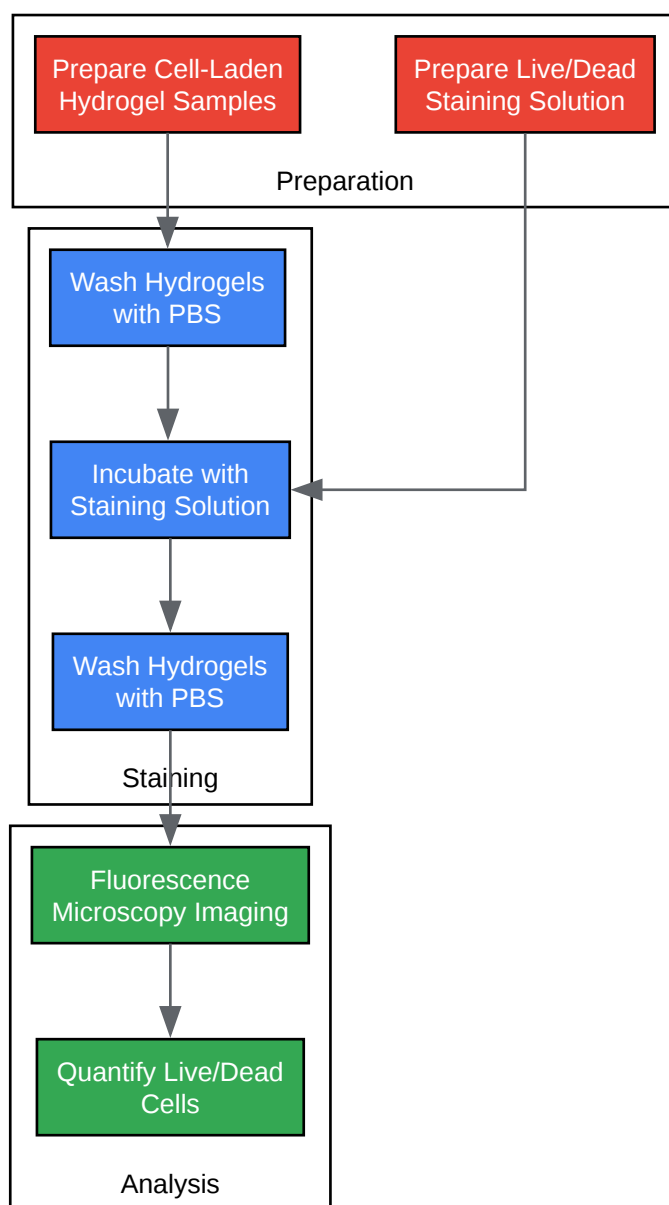 Prepare Cell-Laden
Hydrogel Samples
Prepare Live/Dead
Staining Solution
Preparation
Wash Hydrogels
with PBS
Incubate with
Staining Solution
Wash Hydrogels
with PBS
Staining
Fluorescence
Microscopy Imaging
Quantify Live/Dead
Cells
Analysis